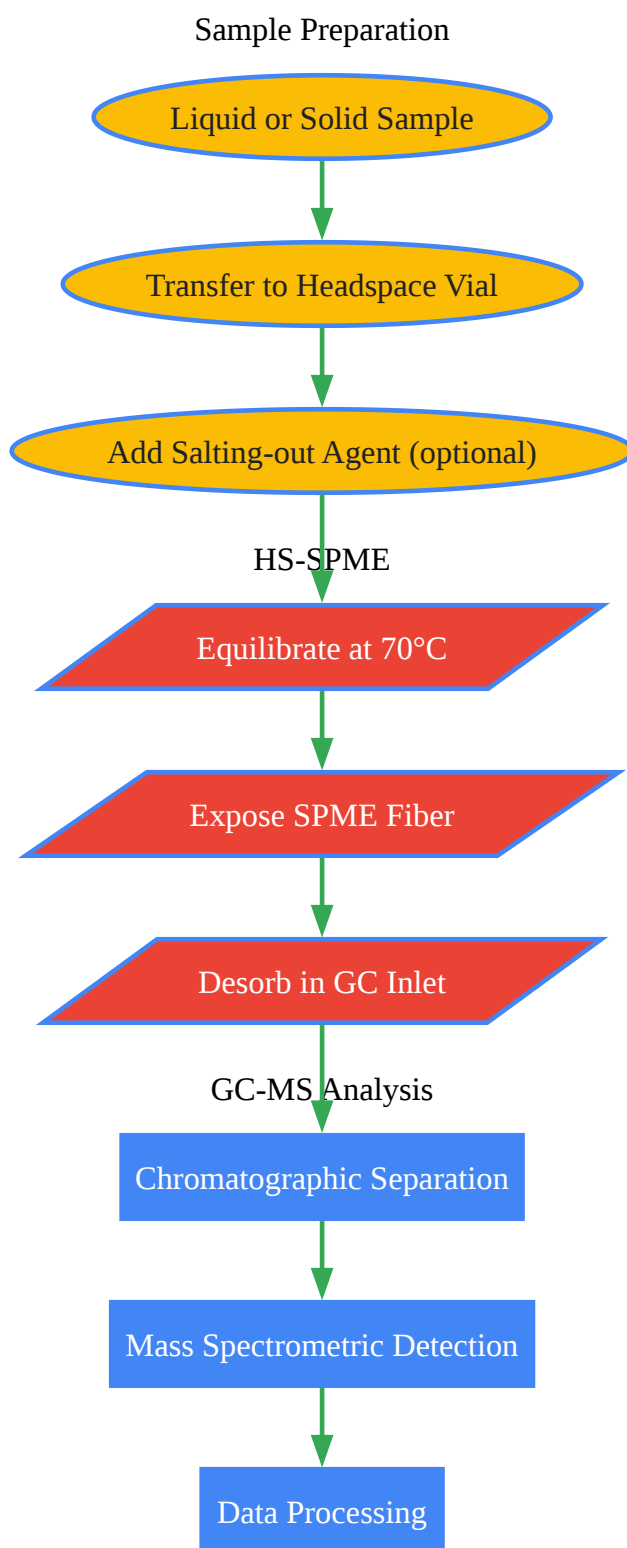 Sample Preparation
Liquid or Solid Sample
Transfer to Headspace Vial
Add Salting-out Agent (optional)
HS-SPME
Equilibrate at 70°C
Expose SPME Fiber
Desorb in GC Inlet
GC-MS Analysis
Chromatographic Separation
Mass Spectrometric Detection
Data Processing